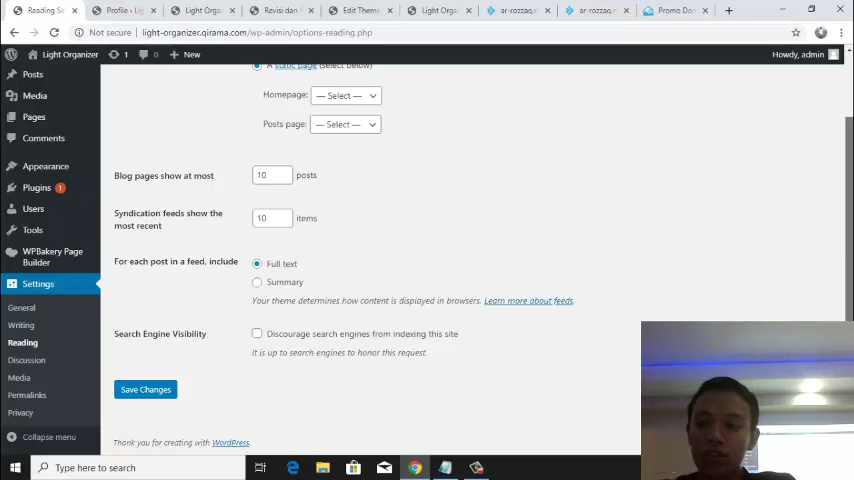 Reading Se
Profile ‹ Lig
Light Organ
Revisi dan F
Edit Theme
Light Orga
ar-rozzaq.m
ar-rozzaq.m
Promo Dom
Not secure
light-organizer.qirama.com/wp-admin/options-reading.php
Light Organizer
1
0
New
Howdy, admin
Posts
Media
Pages
Comments
Appearance
Plugins 1
Users
Tools
WPBakery Page
Builder
Settings
General
Writing
Reading
Discussion
Media
Permalinks
Privacy
Collapse menu
A static page (select below)
Homepage: — Select —
Posts page: — Select —
Blog pages show at most 10 posts
Syndication feeds show the
most recent
10 items
For each post in a feed, include
Full text
Summary
Your theme determines how content is displayed in browsers. Learn more about feeds.
Search Engine Visibility
Discourage search engines from indexing this site
It is up to search engines to honor this request.
Save Changes
Thank you for creating with WordPress.
Type here to search